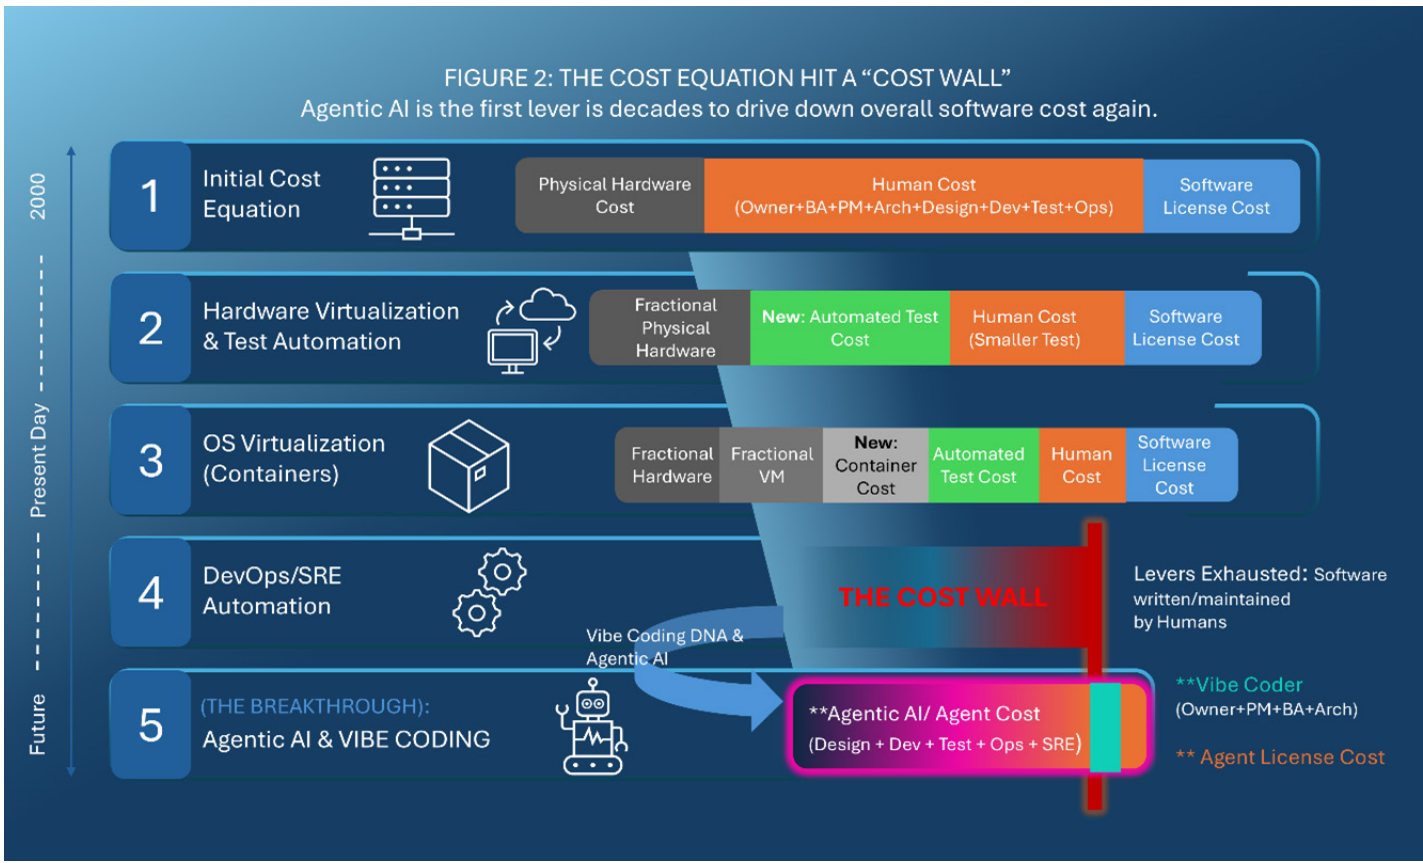 FIGURE 2: THE COST EQUATION HIT A “COST WALL”
Agentic AI is the first lever is decades to drive down overall software cost again.
2000
Present Day
Future
1
Initial Cost
Equation
Physical Hardware
Cost
Human Cost
(Owner+BA+PM+Arch+Design+Dev+Test+Ops)
Software
License Cost
2
Hardware Virtualization
& Test Automation
Fractional
Physical
Hardware
New: Automated Test
Cost
Human Cost
(Smaller Test)
Software
License Cost
3
OS Virtualization
(Containers)
Fractional
Hardware
Fractional
VM
New:
Container
Cost
Automated
Test Cost
Human
Cost
Software
License
Cost
4
DevOps/SRE
Automation
THE COST WALL
Levers Exhausted: Software
written/maintained
by Humans
Vibe Coding DNA &
Agentic AI
5
(THE BREAKTHROUGH):
Agentic AI & VIBE CODING
**Agentic AI/ Agent Cost
(Design + Dev + Test + Ops + SRE)
**Vibe Coder
(Owner+PM+BA+Arch)
** Agent License Cost